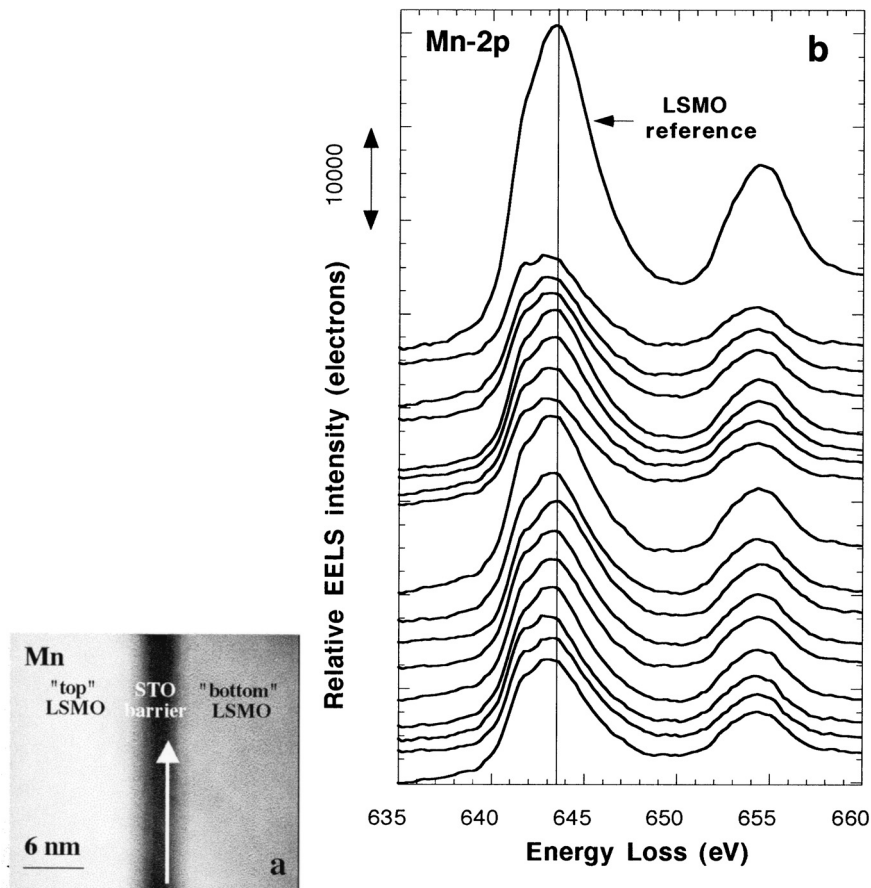 Mn-2p
b
LSMO
reference
10000
Relative EELS intensity (electrons)
Mn
"top"
LSMO
STO
barrier
"bottom"
LSMO
6 nm
a
635
640
645
650
655
660
Energy Loss (eV)